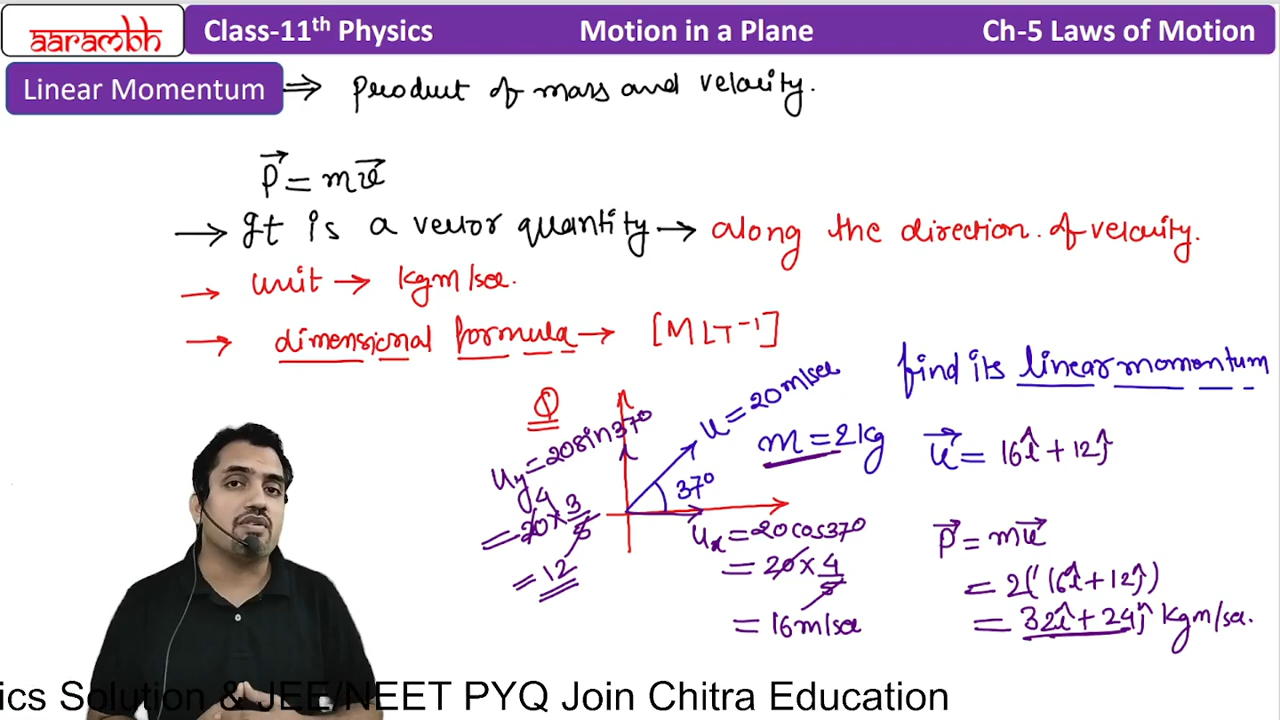 aarambh
Class-11th Physics Motion in a Plane Ch-5 Laws of Motion
Linear Momentum ⇒ Product of mass and velocity.
P⃗ = mu⃗
→ It is a vector quantity → along the direction. of velocity.
→ unit → kgm/sec.
→ dimensional formula → [MLT⁻¹]
find its linear momentum
Q
u = 20m/sec
m = 2kg
37°
u⃗ = 16î + 12ĵ
uy = 20sin37°
= 20 × 3/5
4
= 12
ux = 20cos37°
= 20 × 4/5
= 16m/sec
P⃗ = mu⃗
= 2(16î + 12ĵ)
= 32î + 24ĵ kgm/sec.
ics Solution & JEE/NEET PYQ Join Chitra Education